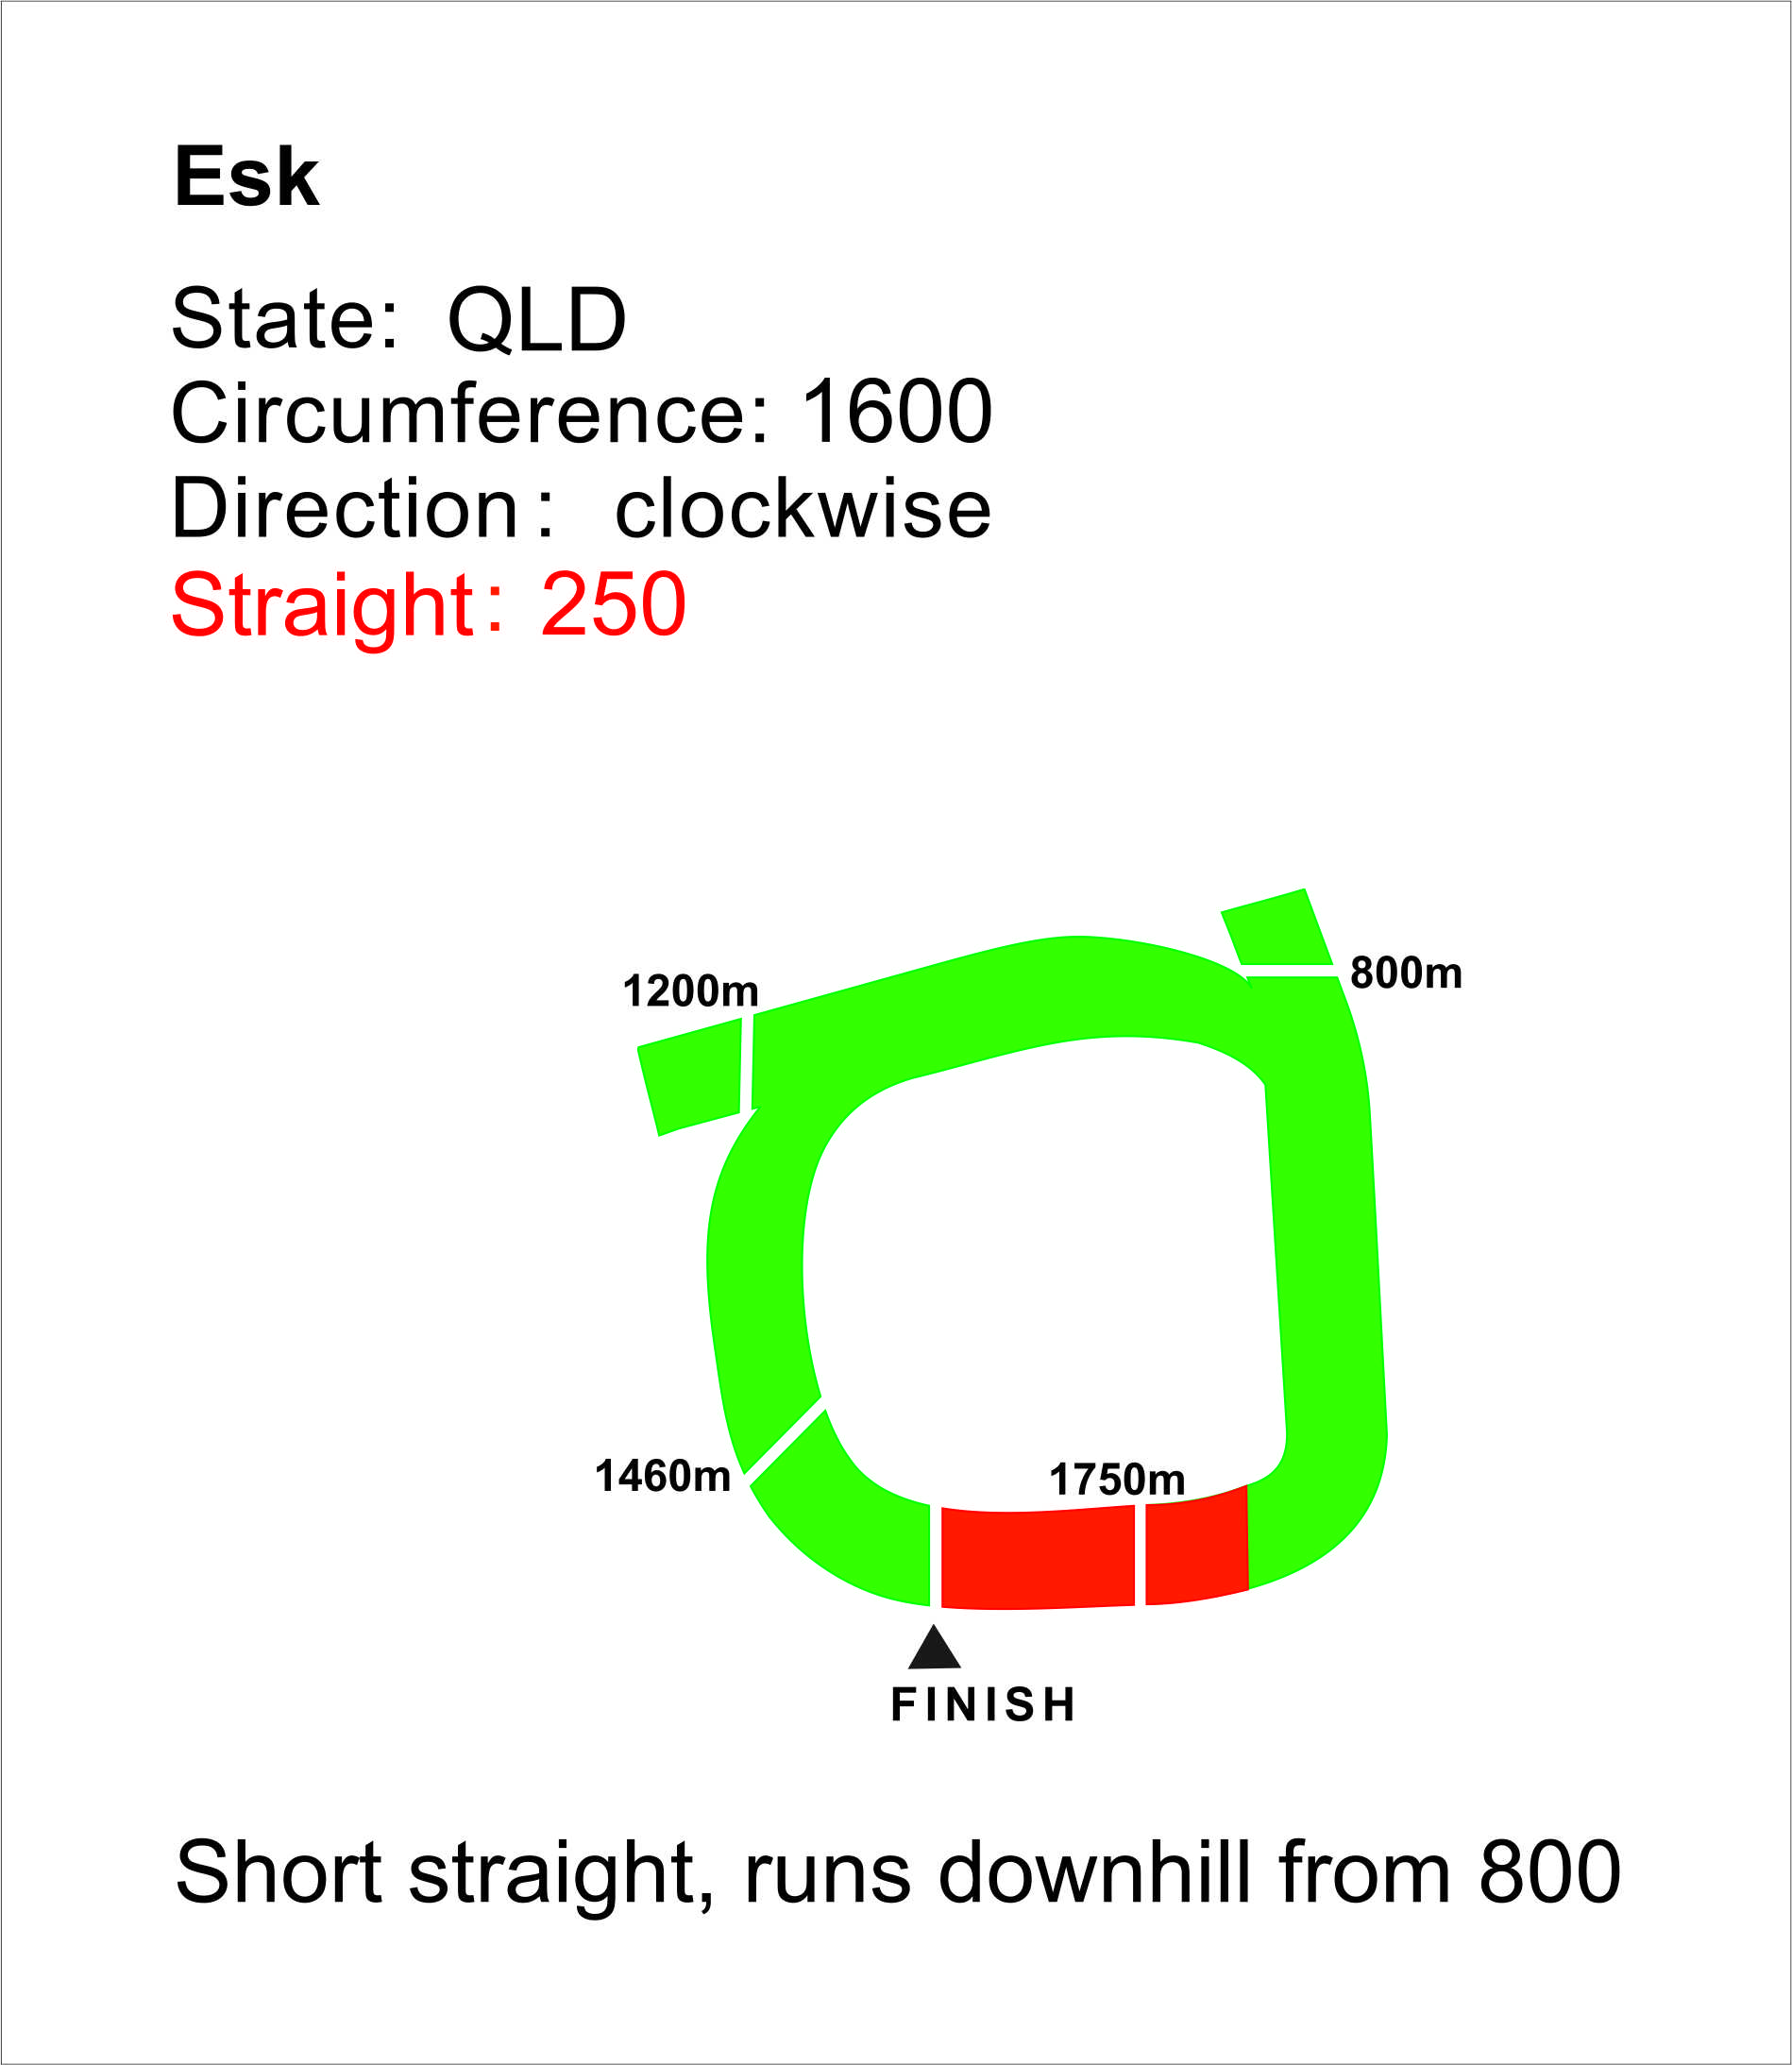 Esk
State: QLD
Circumference: 1600
Direction: clockwise
Straight: 250
800m
1200m
1460m
1750m
FINISH
Short straight, runs downhill from 800